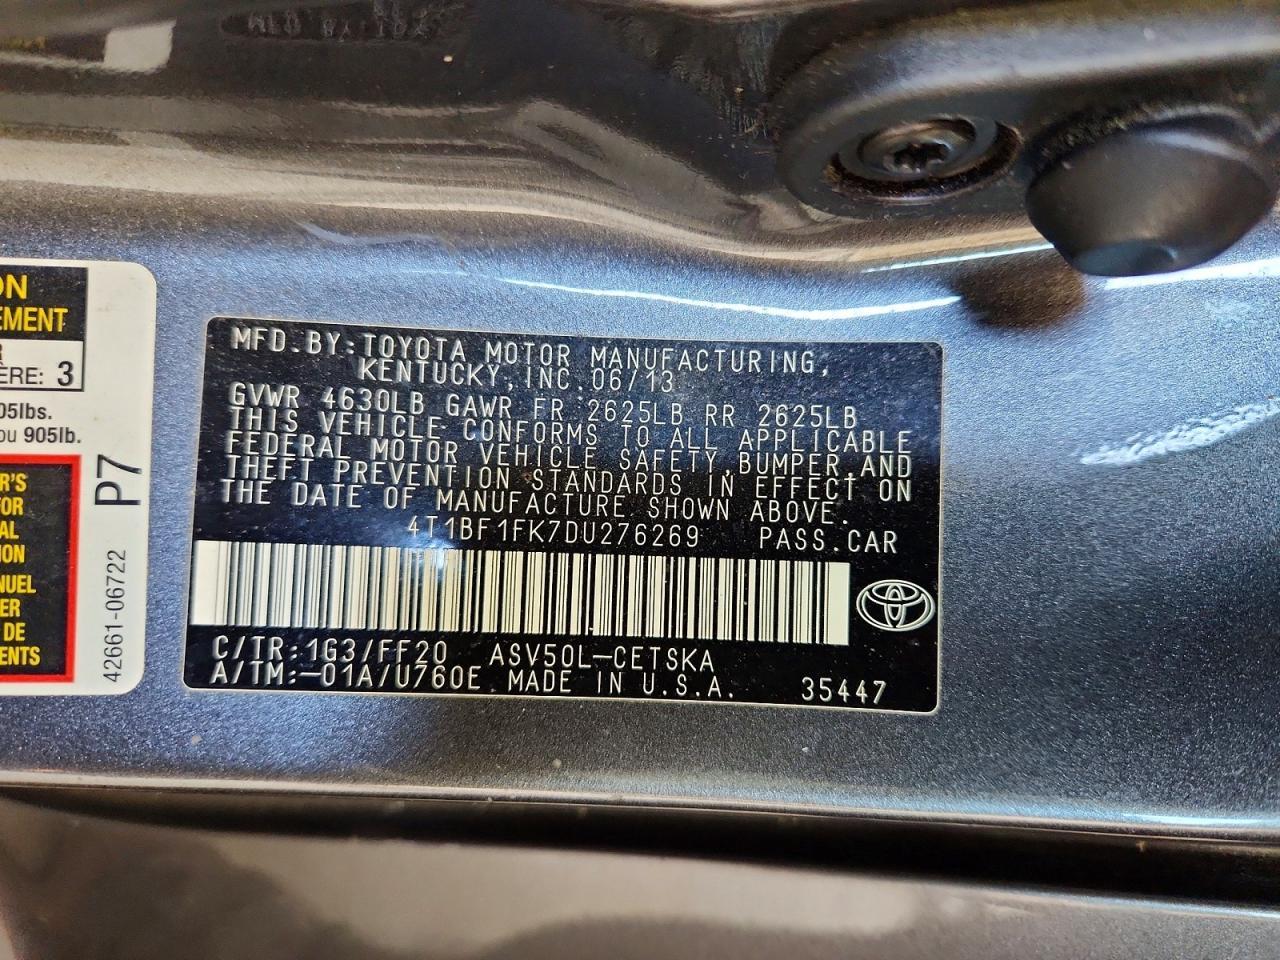 ON
EMENT
R
ERE: 3
05lbs.
ou 905lb.
R'S
FOR
AL
ION
NUEL
ER
DE
ENTS
P7
42661-06722
MFD.BY:TOYOTA MOTOR MANUFACTURING,
KENTUCKY,INC.06/13
GVWR 4630LB GAWR FR 2625LB RR 2625LB
THIS VEHICLE CONFORMS TO ALL APPLICABLE
FEDERAL MOTOR VEHICLE SAFETY,BUMPER,AND
THEFT PREVENTION STANDARDS IN EFFECT ON
THE DATE OF MANUFACTURE SHOWN ABOVE.
4T1BF1FK7DU276269 PASS.CAR
C/TR:1G3/FF20 ASV50L-CETSKA
A/TM:-01A/U760E MADE IN U.S.A. 35447